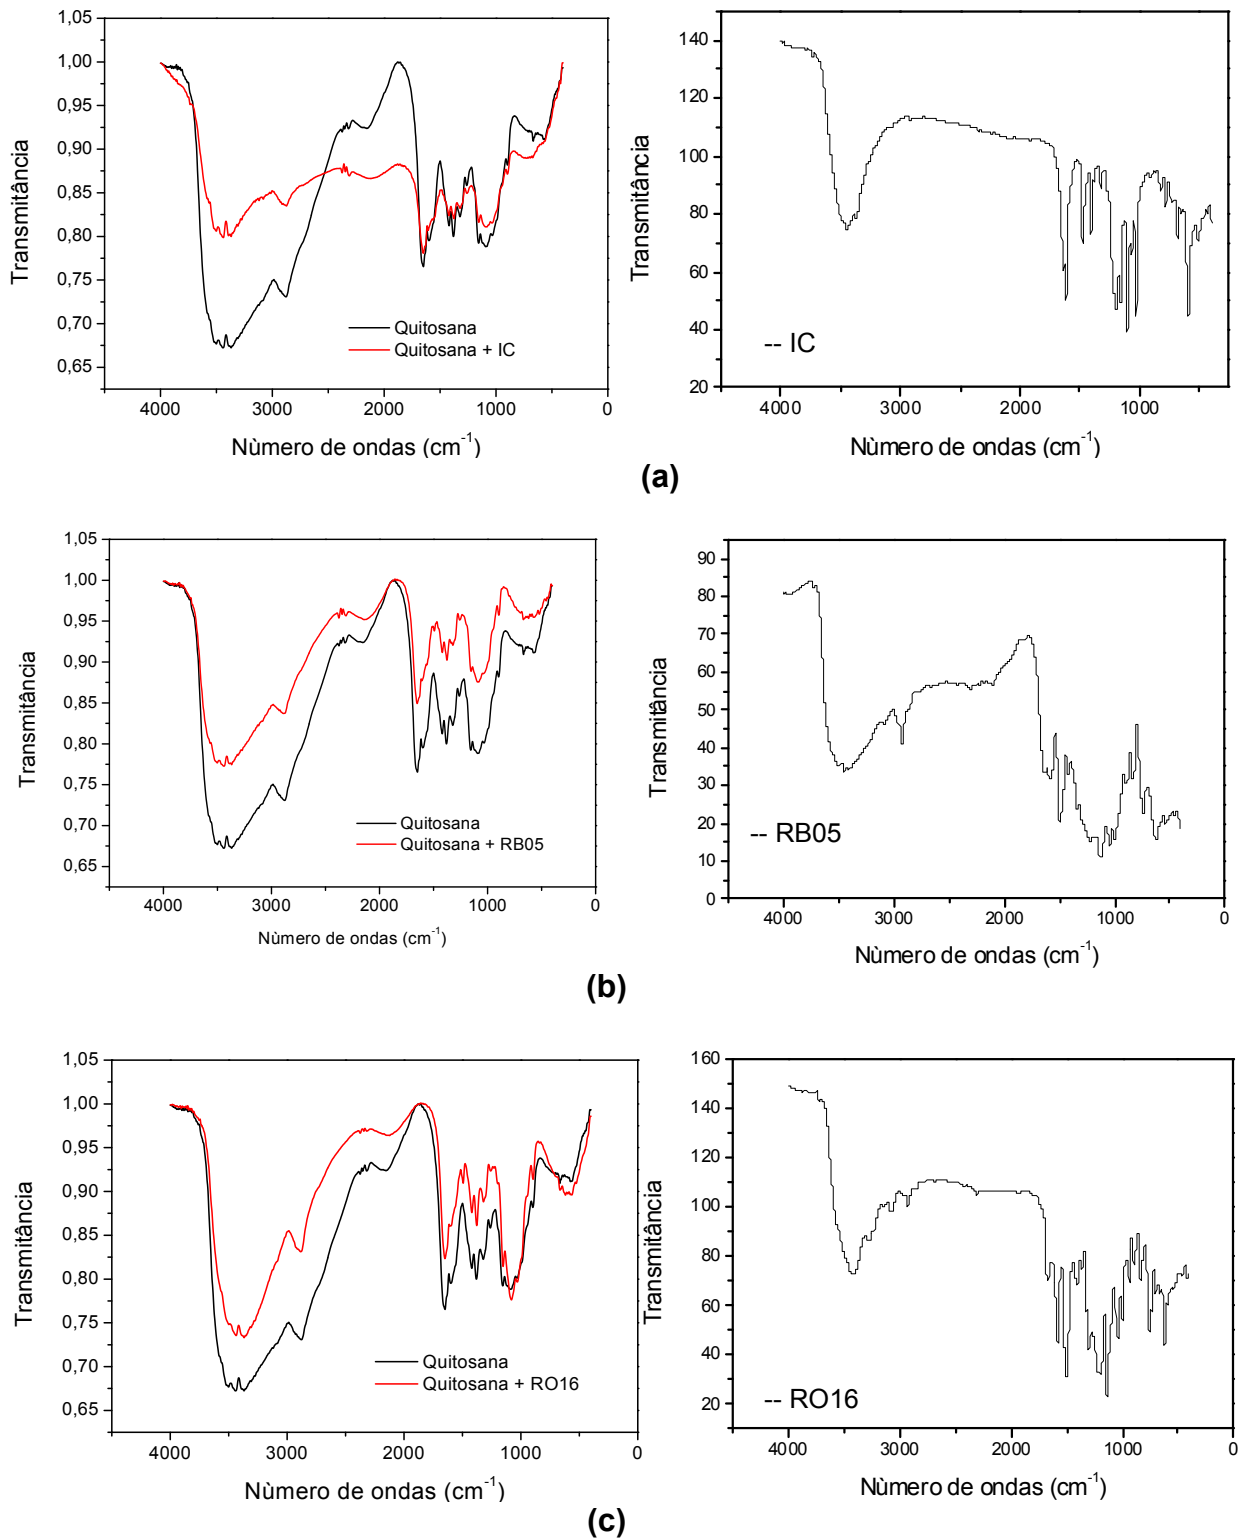 1,05
1,00
0,95
0,90
0,85
0,80
0,75
0,70
0,65
Transmitância
Quitosana
Quitosana + IC
4000 3000 2000 1000 0
Nùmero de ondas (cm-1)
140
120
100
80
60
40
20
Transmitância
-- IC
4000 3000 2000 1000
Nùmero de ondas (cm-1)
(a)
1,05
1,00
0,95
0,90
0,85
0,80
0,75
0,70
0,65
Transmitância
Quitosana
Quitosana + RB05
4000 3000 2000 1000 0
Nùmero de ondas (cm-1)
90
80
70
60
50
40
30
20
10
0
Transmitância
-- RB05
4000 3000 2000 1000 0
Nùmero de ondas (cm-1)
(b)
1,05
1,00
0,95
0,90
0,85
0,80
0,75
0,70
0,65
Transmitância
Quitosana
Quitosana + RO16
4000 3000 2000 1000 0
Nùmero de ondas (cm-1)
160
140
120
100
80
60
40
20
Transmitância
-- RO16
4000 3000 2000 1000 0
Nùmero de ondas (cm-1)
(c)